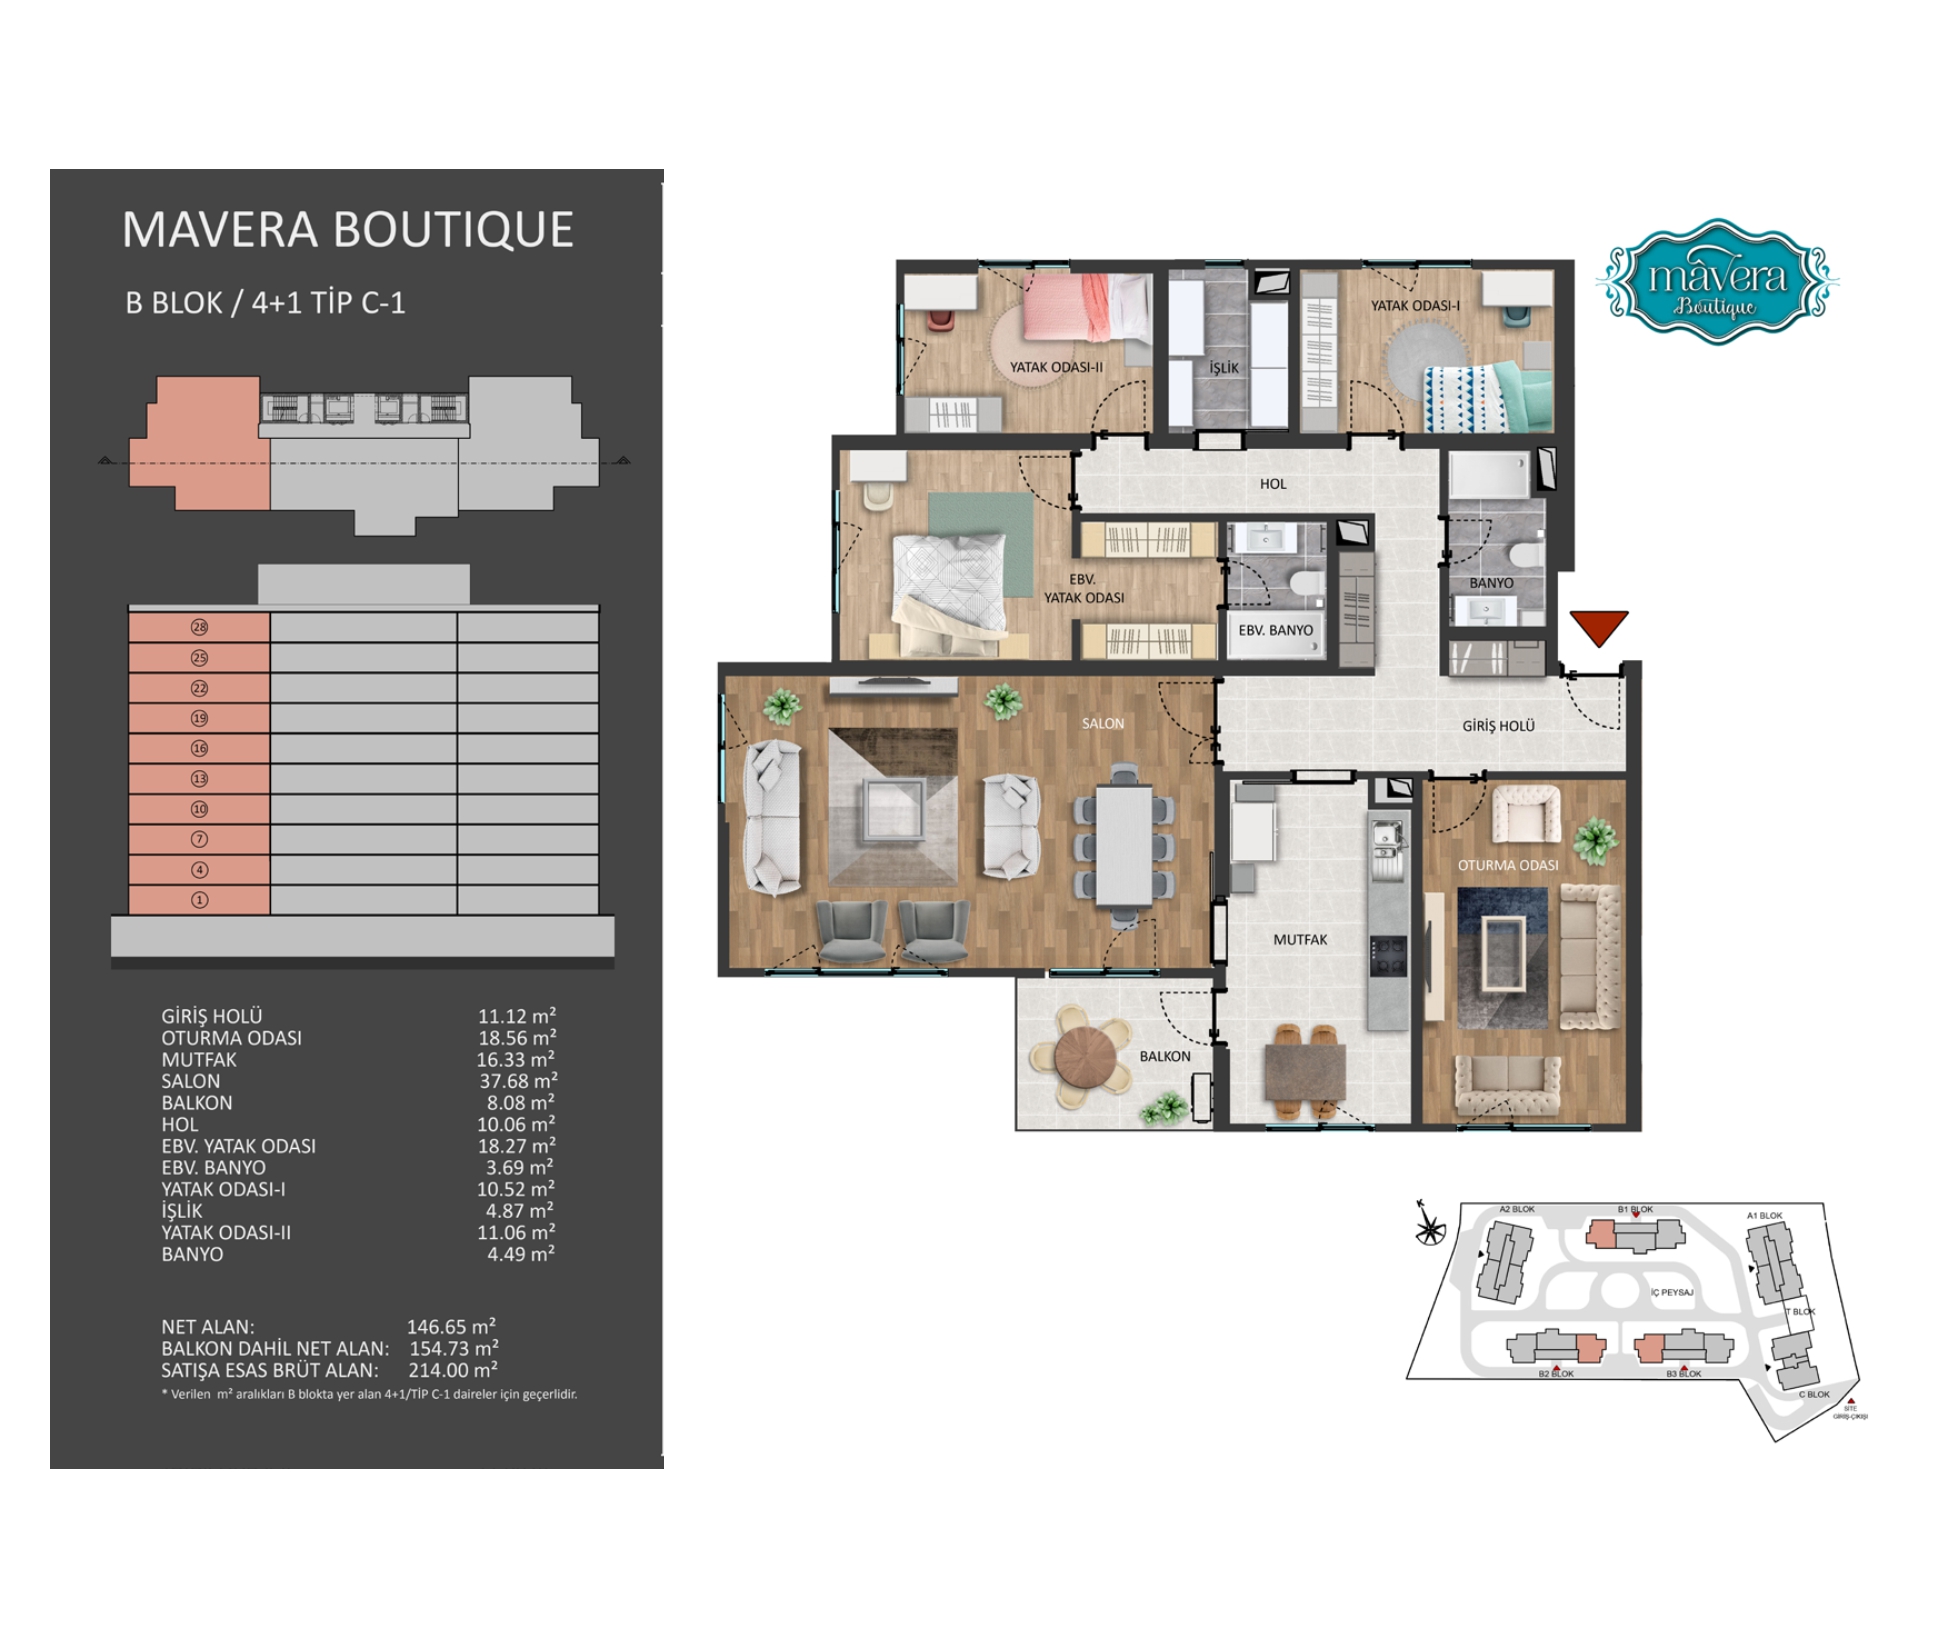 MAVERA BOUTIQUE
B BLOK / 4+1 TİP C-1
28
25
22
19
16
13
10
7
4
1
GİRİŞ HOLÜ 11.12 m²
OTURMA ODASI 18.56 m²
MUTFAK 16.33 m²
SALON 37.68 m²
BALKON 8.08 m²
HOL 10.06 m²
EBV. YATAK ODASI 18.27 m²
EBV. BANYO 3.69 m²
YATAK ODASI-I 10.52 m²
İŞLİK 4.87 m²
YATAK ODASI-II 11.06 m²
BANYO 4.49 m²
NET ALAN: 146.65 m²
BALKON DAHİL NET ALAN: 154.73 m²
SATIŞA ESAS BRÜT ALAN: 214.00 m²
* Verilen m² aralıkları B blokta yer alan 4+1/TİP C-1 daireler için geçerlidir.
mâvera
Boutique
YATAK ODASI-I
YATAK ODASI-II
İŞLİK
HOL
EBV.
YATAK ODASI
BANYO
EBV. BANYO
SALON
GİRİŞ HOLÜ
OTURMA ODASI
MUTFAK
BALKON
K
A2 BLOK
B1 BLOK
A1 BLOK
İÇ PEYSAJ
T BLOK
B2 BLOK
B3 BLOK
C BLOK
SİTE
GİRİŞ-ÇIKIŞI